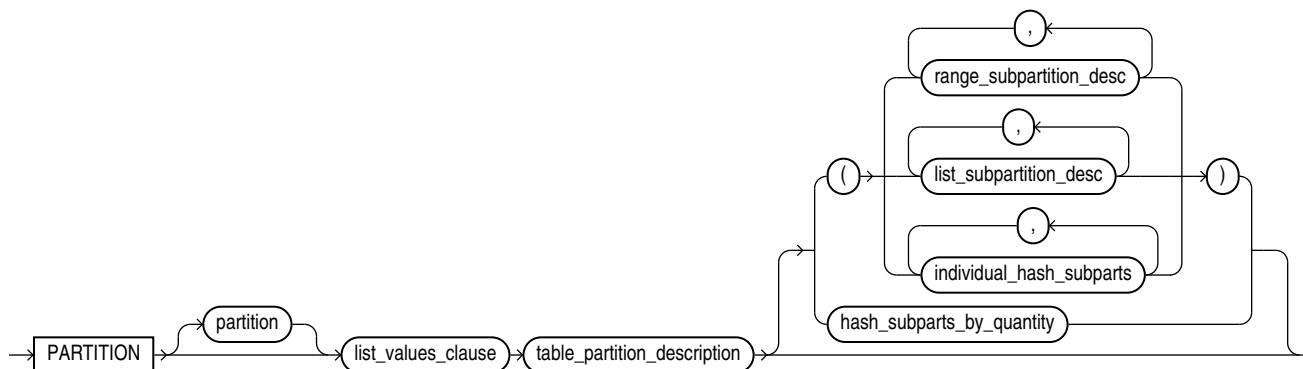 ,
range_subpartition_desc
,
( list_subpartition_desc )
,
individual_hash_subparts
partition hash_subparts_by_quantity
PARTITION list_values_clause table_partition_description